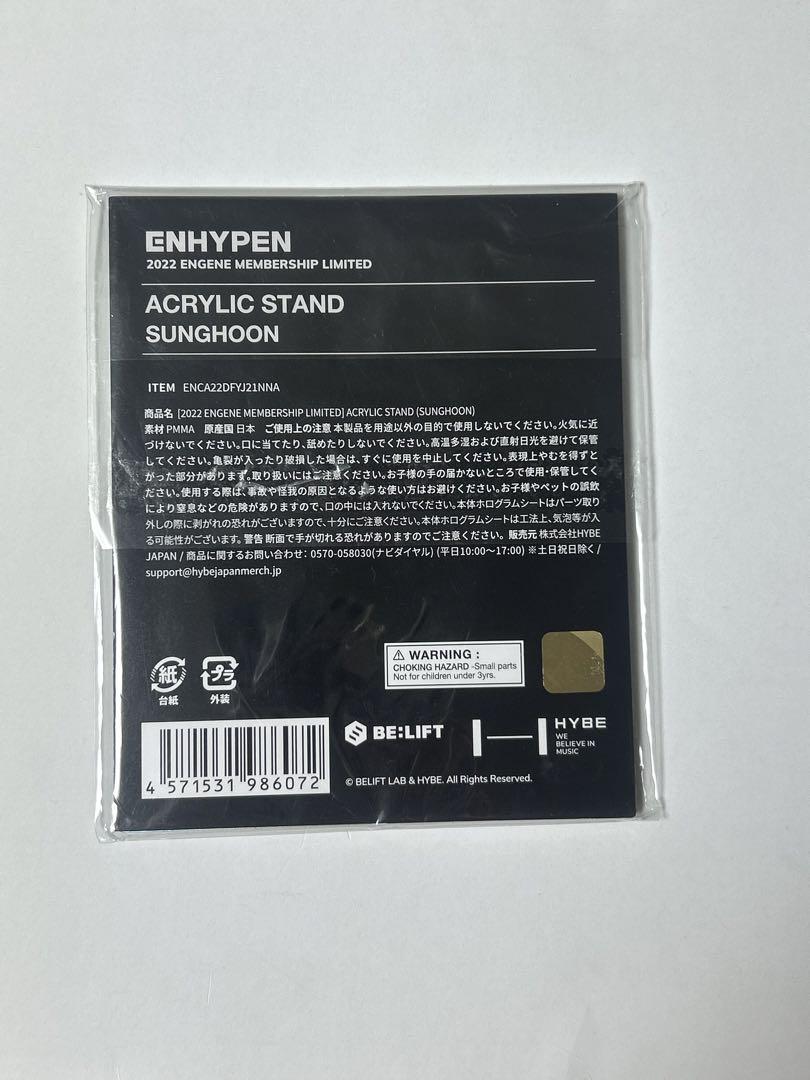 ENHYPEN
2022 ENGENE MEMBERSHIP LIMITED
ACRYLIC STAND
SUNGHOON
ITEM ENCA22DFYJ21NNA
商品名 [2022 ENGENE MEMBERSHIP LIMITED] ACRYLIC STAND (SUNGHOON)
素材 PMMA 原産国 日本 ご使用上の注意 本製品を用途以外の目的で使用しないでください。火気に近
づけないでください。口に当てたり、舐めたりしないでください。高温多湿および直射日光を避けて保管
してください。亀裂が入ったり破損した場合は、すぐに使用を中止してください。表現上やむを得ずと
がった部分があります。取り扱いにはご注意ください。お子様の手の届かないところで使用・保管してく
ださい。使用する際は、事故や怪我の原因となるような使い方はお避けください。お子様やペットの誤飲
により窒息などの危険がありますので、口の中には入れないでください。本体ホログラムシートはパーツ取り
外しの際に剥がれの恐れがございますので、十分にご注意ください。本体ホログラムシートは工法上、気泡等が入
る可能性がございます。警告 断面で手が切れる恐れがありますのでご注意ください。 販売元 株式会社HYBE
JAPAN / 商品に関するお問い合わせ: 0570-058030(ナビダイヤル) (平日10:00〜17:00) ※土日祝日除く /
support@hybejapanmerch.jp
紙
台紙
プラ
外装
WARNING :
CHOKING HAZARD -Small parts
Not for children under 3yrs.
BE:LIFT
HYBE
WE
BELIEVE IN
MUSIC
4 571531 986072
© BELIFT LAB & HYBE. All Rights Reserved.